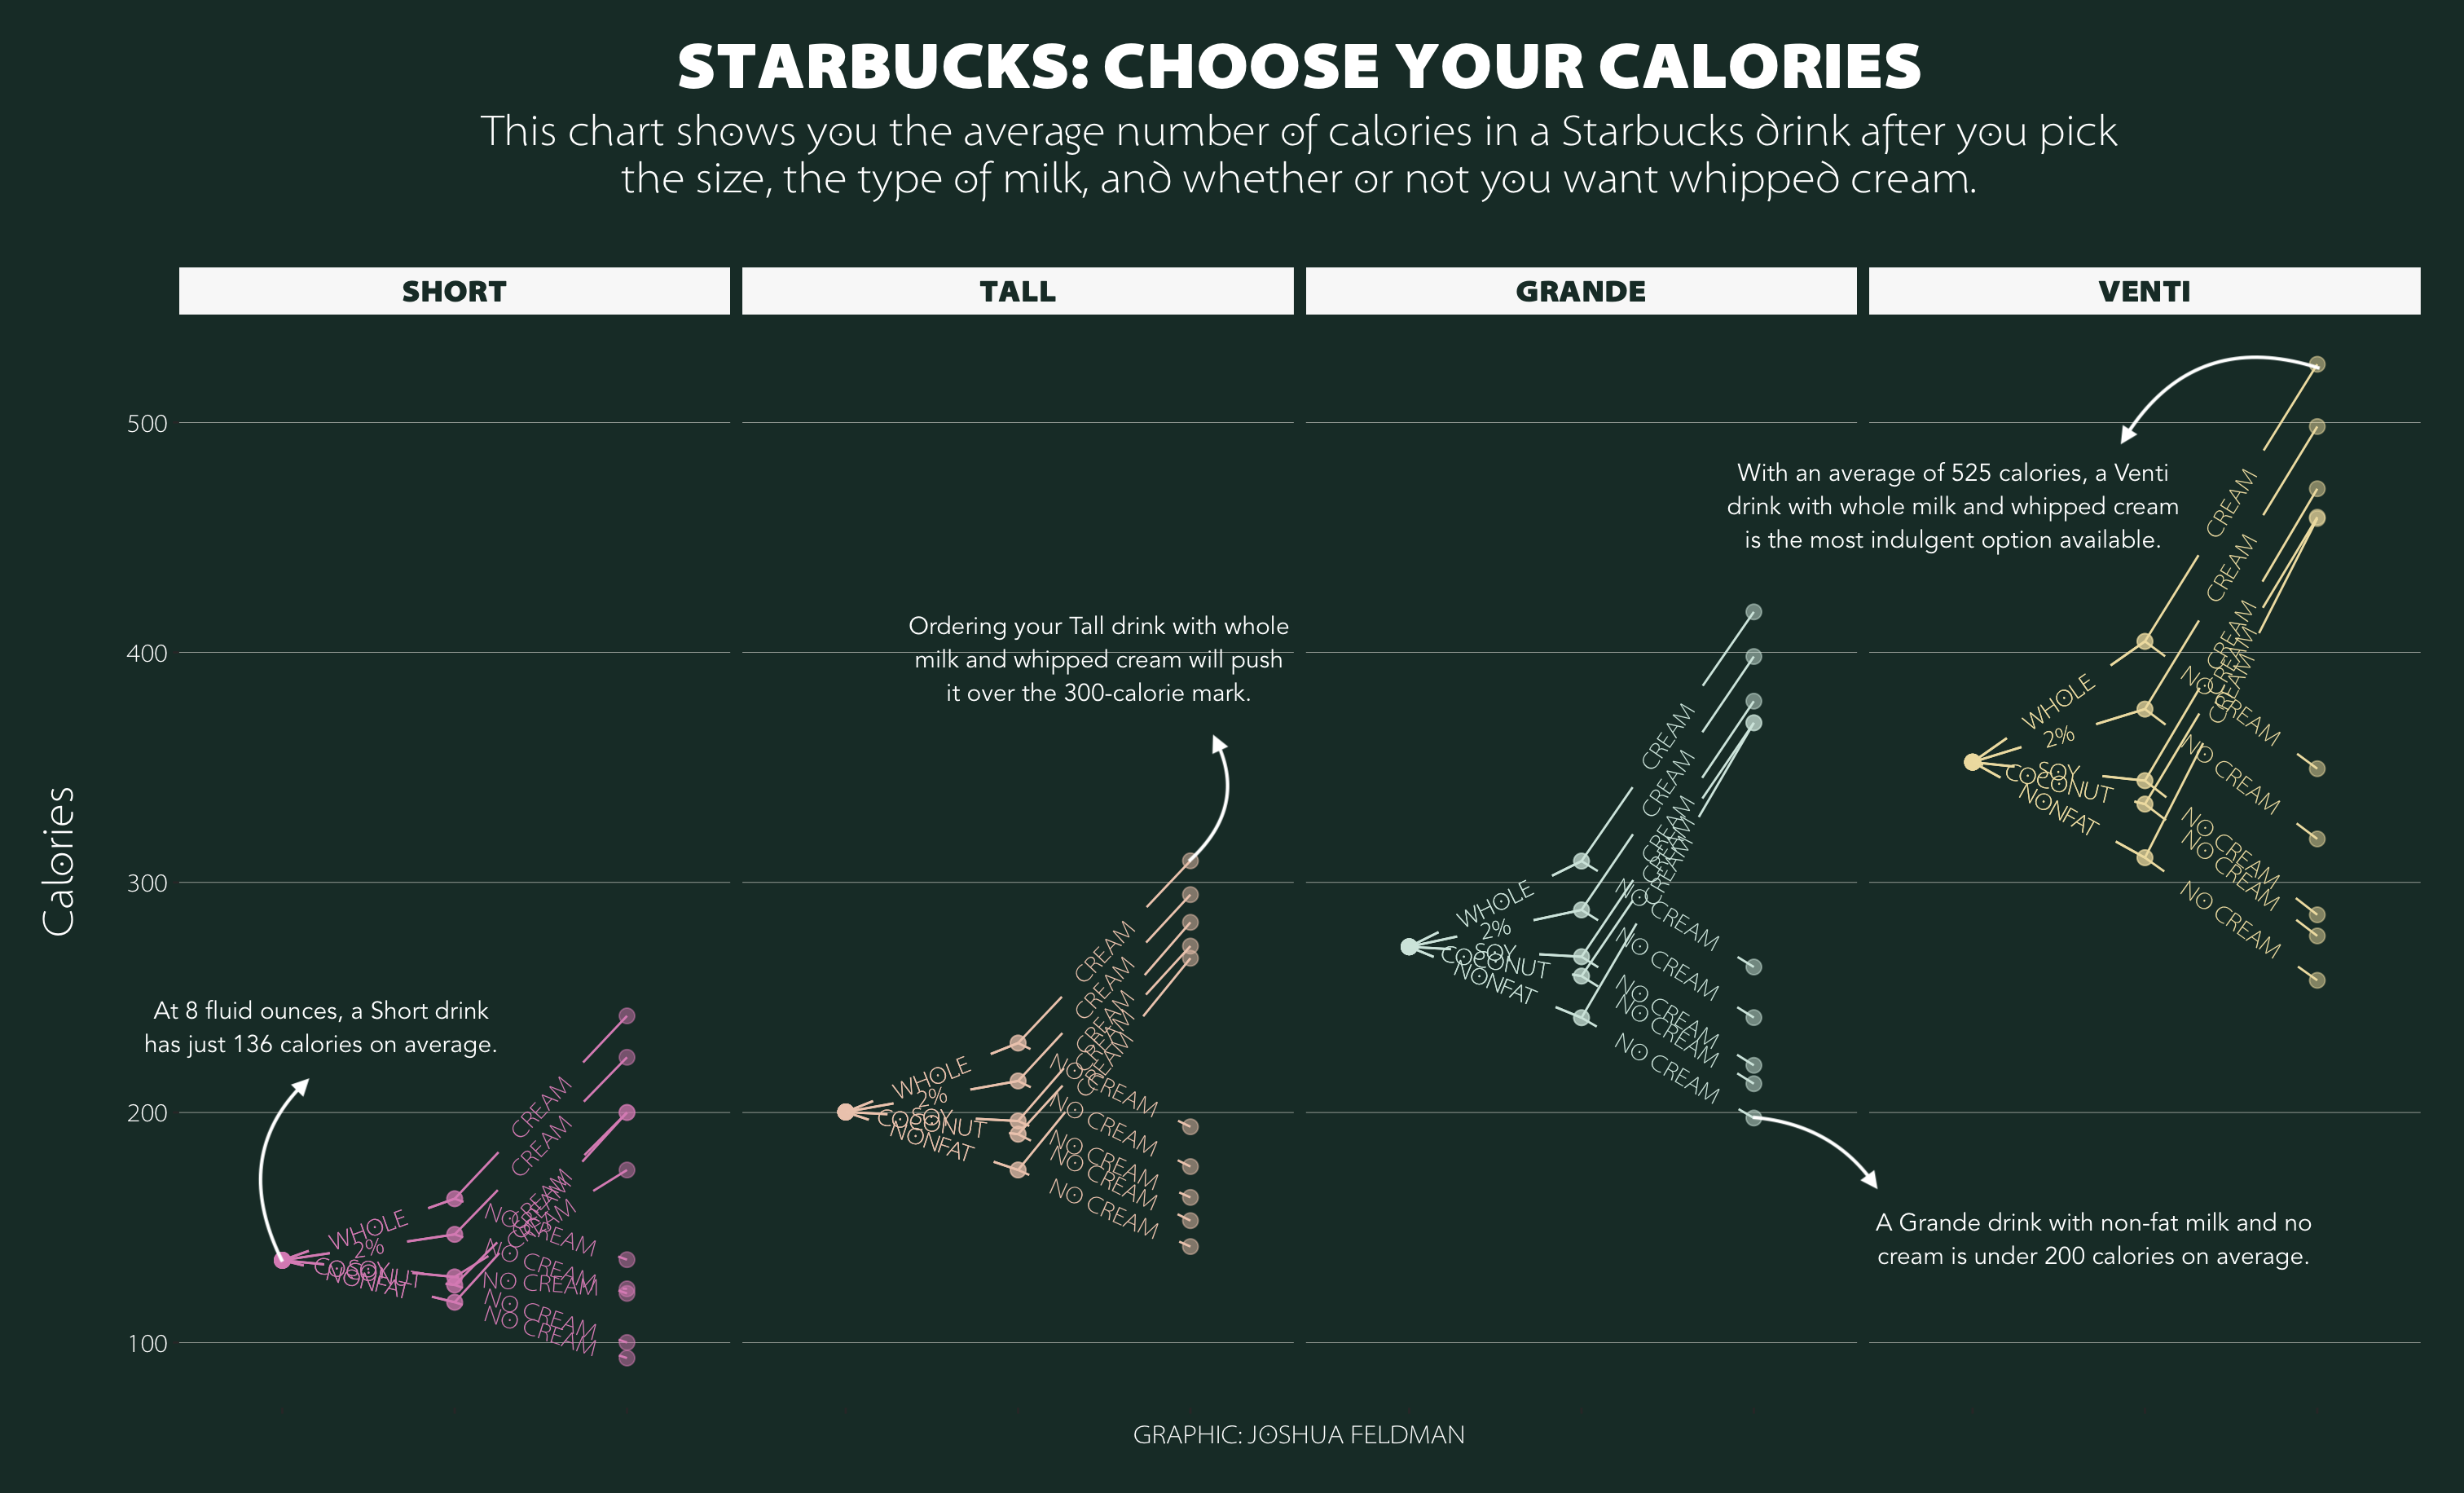 STARBUCKS: CHOOSE YOUR CALORIES
This chart shows you the average number of calories in a Starbucks drink after you pick
the size, the type of milk, and whether or not you want whipped cream.
SHORT
TALL
GRANDE
VENTI
Calories
500
400
300
200
100
At 8 fluid ounces, a Short drink
has just 136 calories on average.
WHOLE
2%
SOY
COCONUT
NONFAT
CREAM
CREAM
CREAM
CREAM
CREAM
NO CREAM
NO CREAM
NO CREAM
NO CREAM
NO CREAM
Ordering your Tall drink with whole
milk and whipped cream will push
it over the 300-calorie mark.
WHOLE
2%
SOY
COCONUT
NONFAT
CREAM
CREAM
CREAM
CREAM
CREAM
NO CREAM
NO CREAM
NO CREAM
NO CREAM
NO CREAM
WHOLE
2%
SOY
COCONUT
NONFAT
CREAM
CREAM
CREAM
CREAM
CREAM
NO CREAM
NO CREAM
NO CREAM
NO CREAM
NO CREAM
A Grande drink with non-fat milk and no
cream is under 200 calories on average.
With an average of 525 calories, a Venti
drink with whole milk and whipped cream
is the most indulgent option available.
WHOLE
2%
SOY
COCONUT
NONFAT
CREAM
CREAM
CREAM
CREAM
CREAM
NO CREAM
NO CREAM
NO CREAM
NO CREAM
NO CREAM
GRAPHIC: JOSHUA FELDMAN